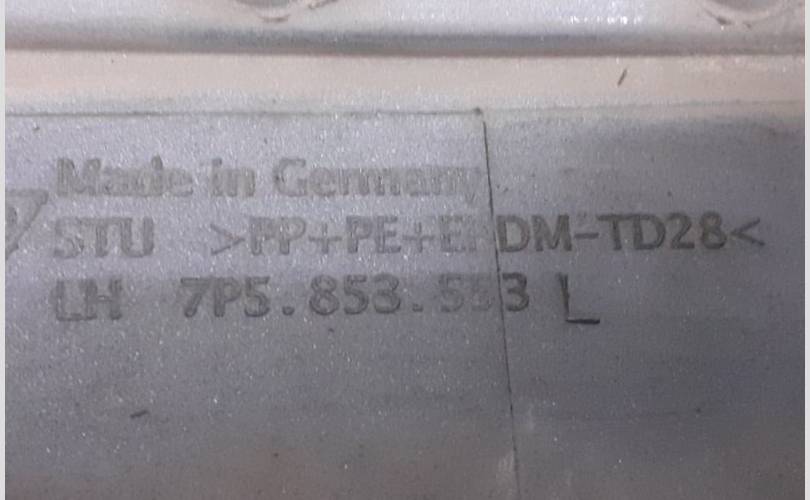 Made in Germany
STU >PP+PE+EPDM-TD28<
LH 7P5.853.553 L